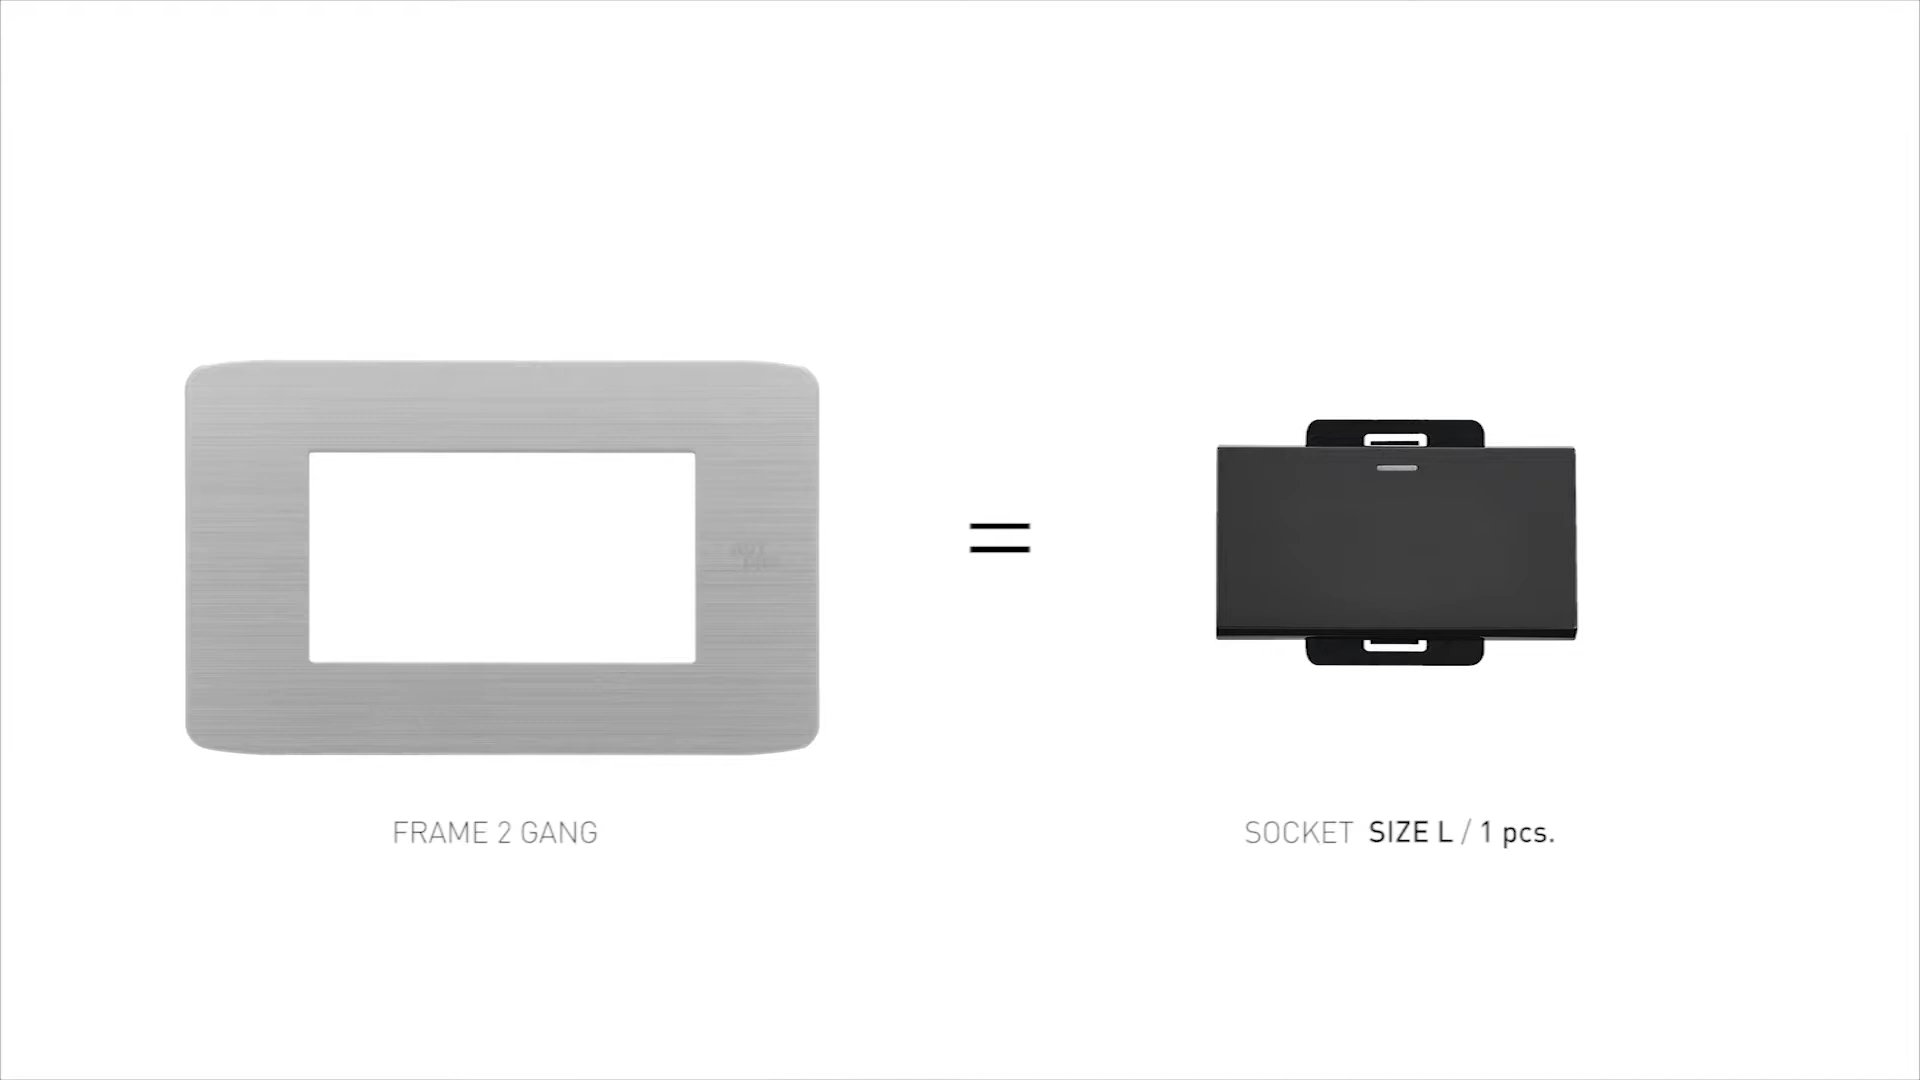 =
FRAME 2 GANG
SOCKET SIZE L / 1 pcs.